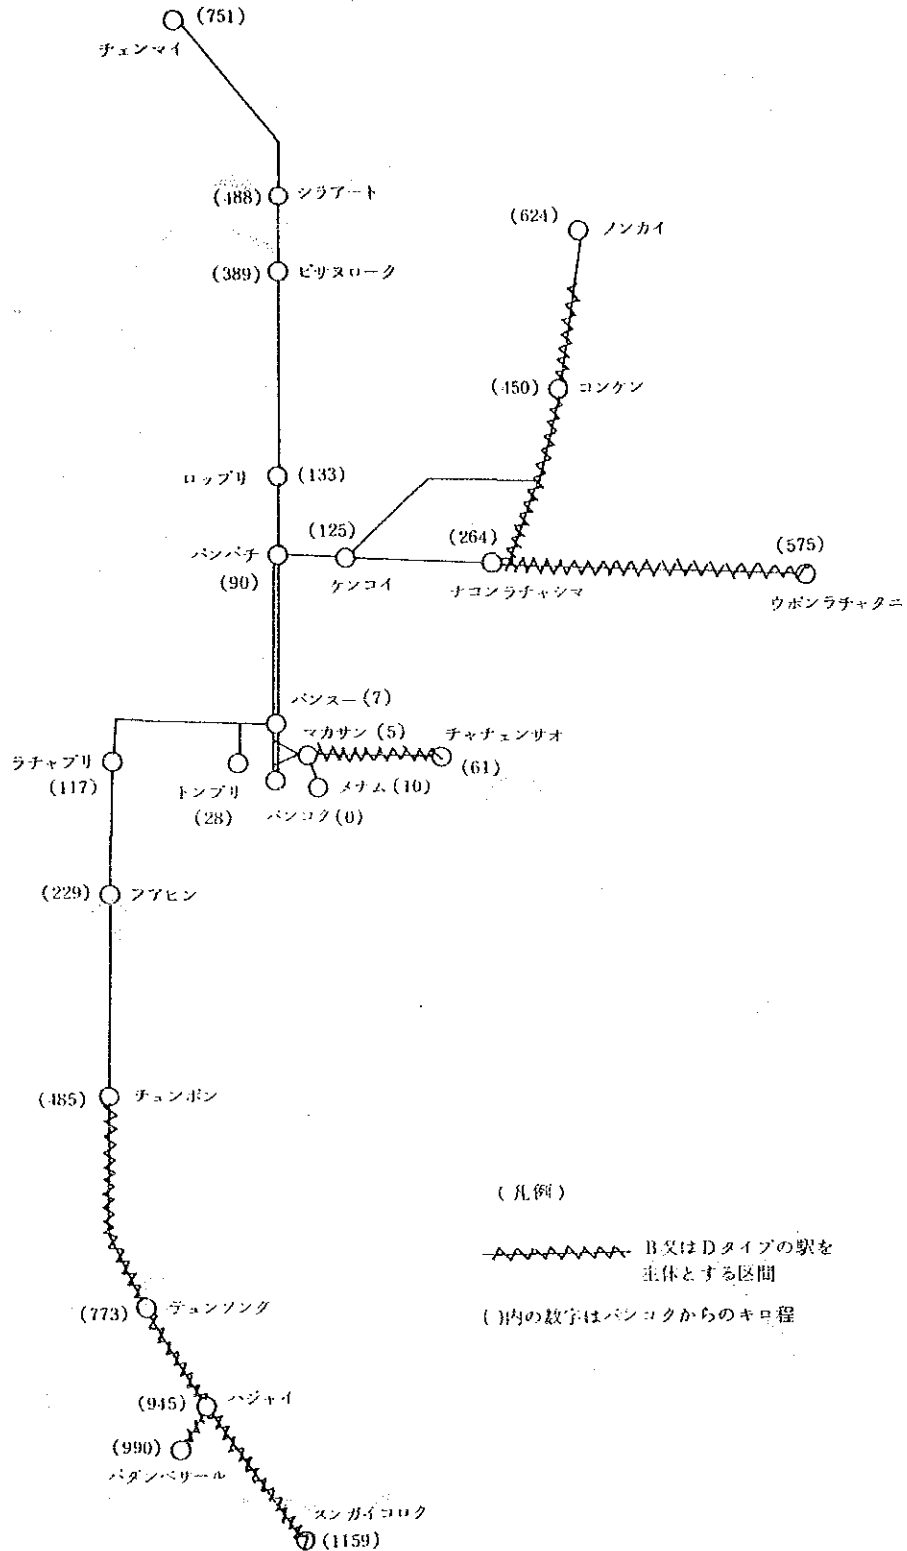 (751)
チェンマイ
(488) シラアート
(624) ノンカイ
(389) ピサヌローク
(450) コンケン
ロップリ (133)
(125)
(264)
(575)
バンパチ
(90)
ケンコイ
ナコンラチャシマ
ウボンラチャタニ
バンスー(7)
マカサン(5)
チャチェンサオ
(61)
ラチャブリ
(117)
トンブリ
(28)
メナム(10)
バンコク(0)
(229) フアヒン
(485) チュンポン
(凡例)
B又はDタイプの駅を
主体とする区間
(773) テュンソング
( )内の数字はバンコクからのキロ程
(945) ハジャイ
(990)
パダンベサール
スンガイコロク
(1159)